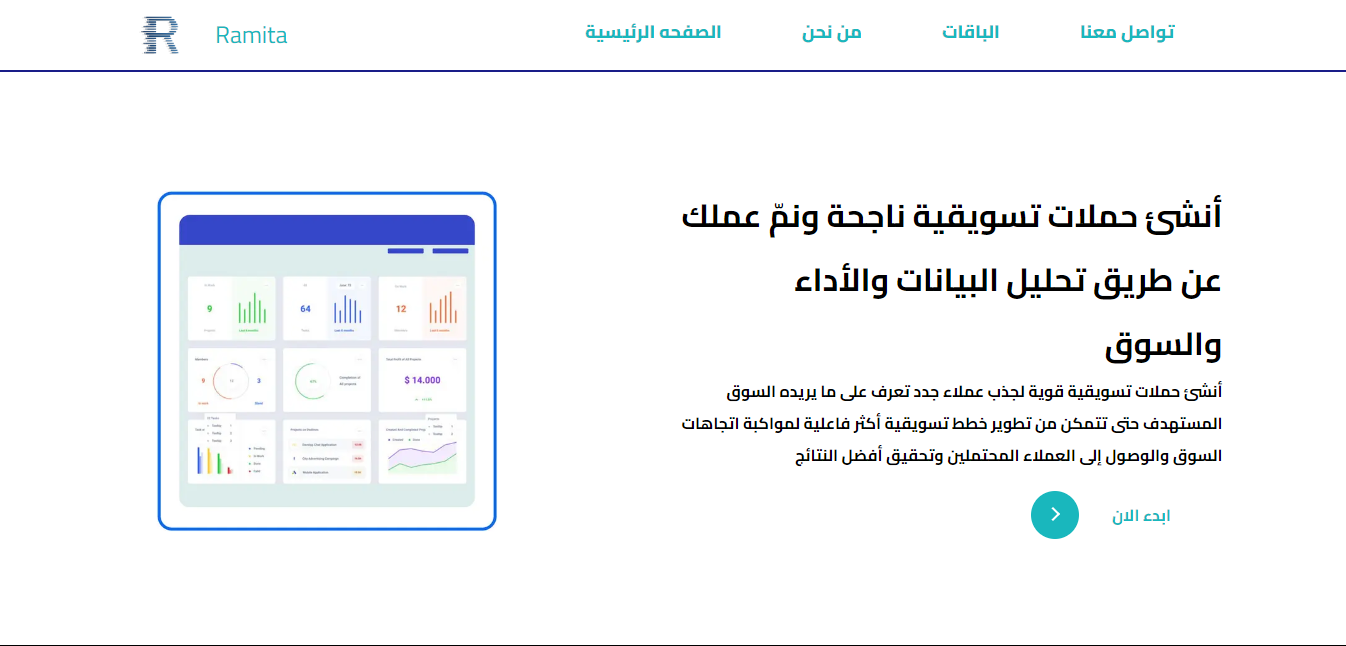 Ramita
الصفحه الرئيسية
من نحن
الباقات
تواصل معنا
أنشئ حملات تسويقية ناجحة ونمّ عملك
عن طريق تحليل البيانات والأداء
والسوق
أنشئ حملات تسويقية قوية لجذب عملاء جدد تعرف على ما يريده السوق
المستهدف حتى تتمكن من تطوير خطط تسويقية أكثر فاعلية لمواكبة اتجاهات
السوق والوصول إلى العملاء المحتملين وتحقيق أفضل النتائج
ابدء الان
9
64
12
9
3
$ 14.000